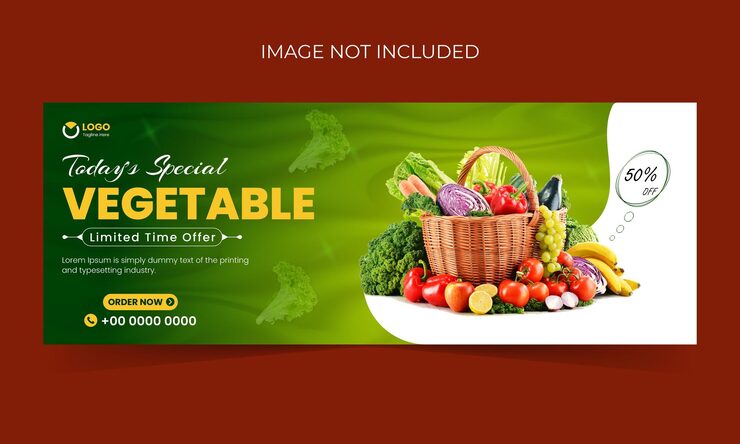 IMAGE NOT INCLUDED
LOGO
Tagline Here
Today's Special
VEGETABLE
Limited Time Offer
Lorem Ipsum is simply dummy text of the printing
and typesetting industry.
ORDER NOW
+00 0000 0000
50%
OFF